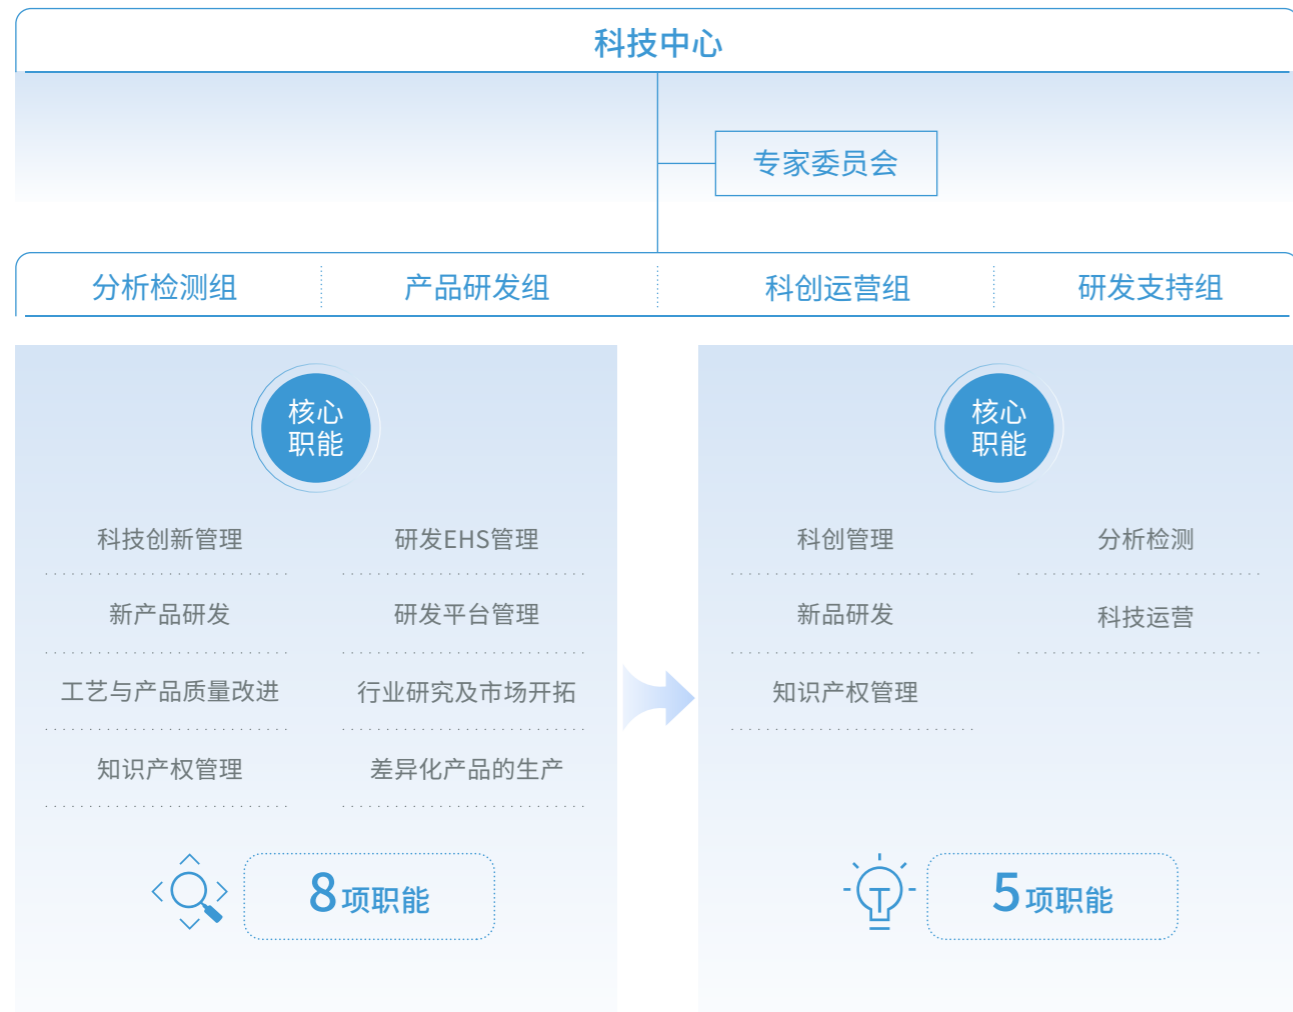 科技中心
专家委员会
分析检测组
产品研发组
科创运营组
研发支持组
核心
职能
科技创新管理
研发EHS管理
新产品研发
研发平台管理
工艺与产品质量改进
行业研究及市场开拓
知识产权管理
差异化产品的生产
8项职能
核心
职能
科创管理
分析检测
新品研发
科技运营
知识产权管理
5项职能